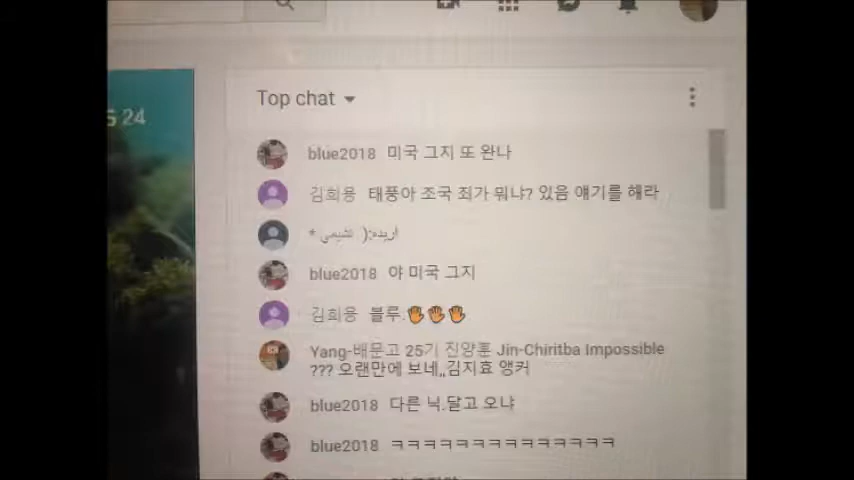 24
Top chat
blue2018 미국 그지 또 완나
김희용 태풍아 조국 죄가 뭐냐? 있음 얘기를 해라
blue2018 야 미국 그지
김희용 블루.🖐🖐🖐
Yang-배문고 25기 진양훈 Jin-Chiritba Impossible
??? 오랜만에 보네,,김지효 앵커
blue2018 다른 닉.달고 오냐
blue2018 ㅋㅋㅋㅋㅋㅋㅋㅋㅋㅋㅋㅋㅋㅋ